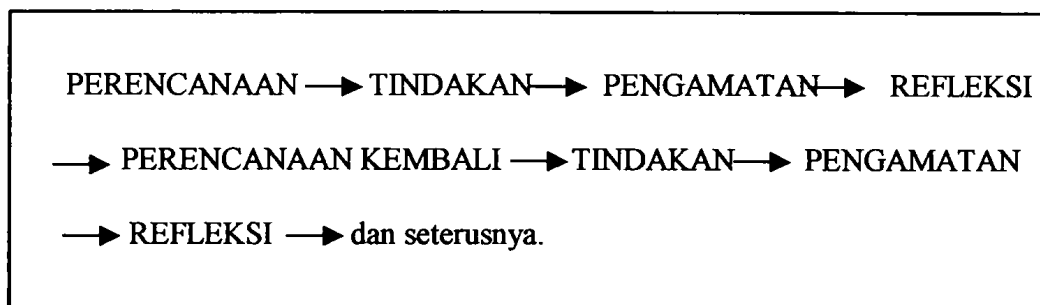 PERENCANAAN → TINDAKAN → PENGAMATAN → REFLEKSI
→ PERENCANAAN KEMBALI → TINDAKAN → PENGAMATAN
→ REFLEKSI → dan seterusnya.